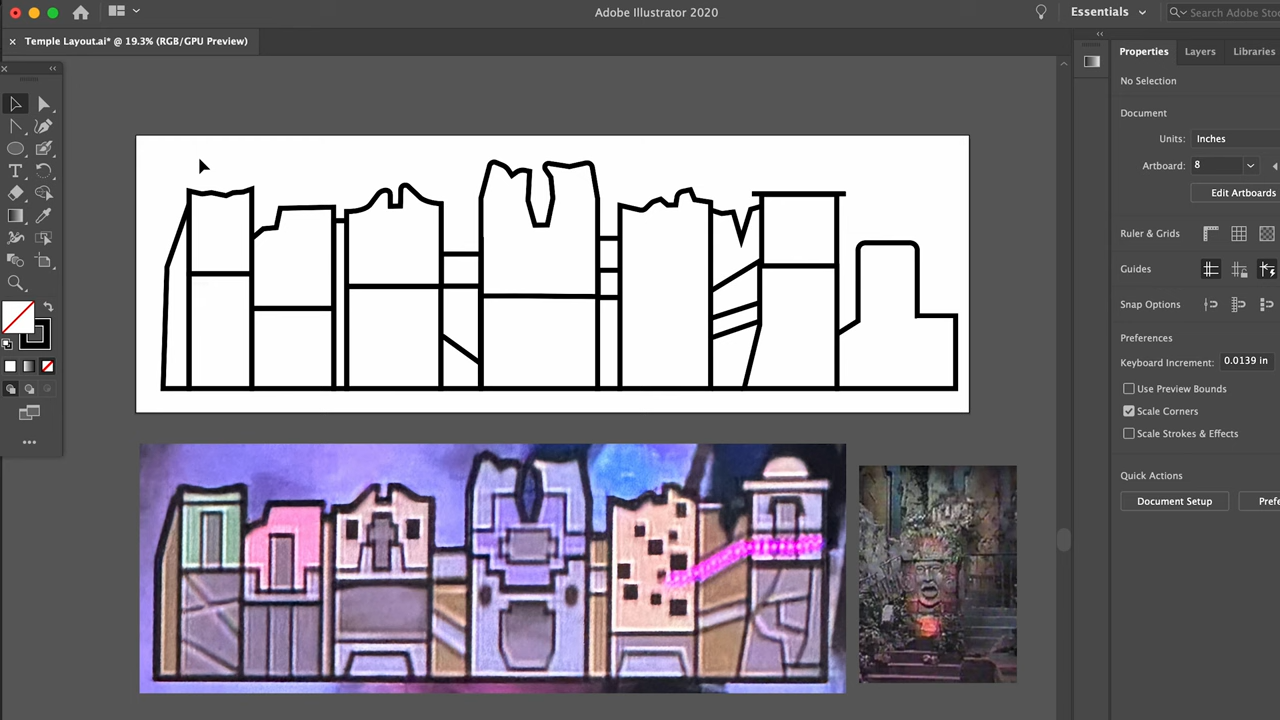 Adobe Illustrator 2020
Essentials
Search Adobe Sto
Temple Layout.ai* @ 19.3% (RGB/GPU Preview)
Properties
Layers
Libraries
No Selection
Document
Units: Inches
Artboard: 8
Edit Artboards
Ruler & Grids
Guides
Snap Options
Preferences
Keyboard Increment: 0.0139 in
Use Preview Bounds
Scale Corners
Scale Strokes & Effects
Quick Actions
Document Setup
Prefe